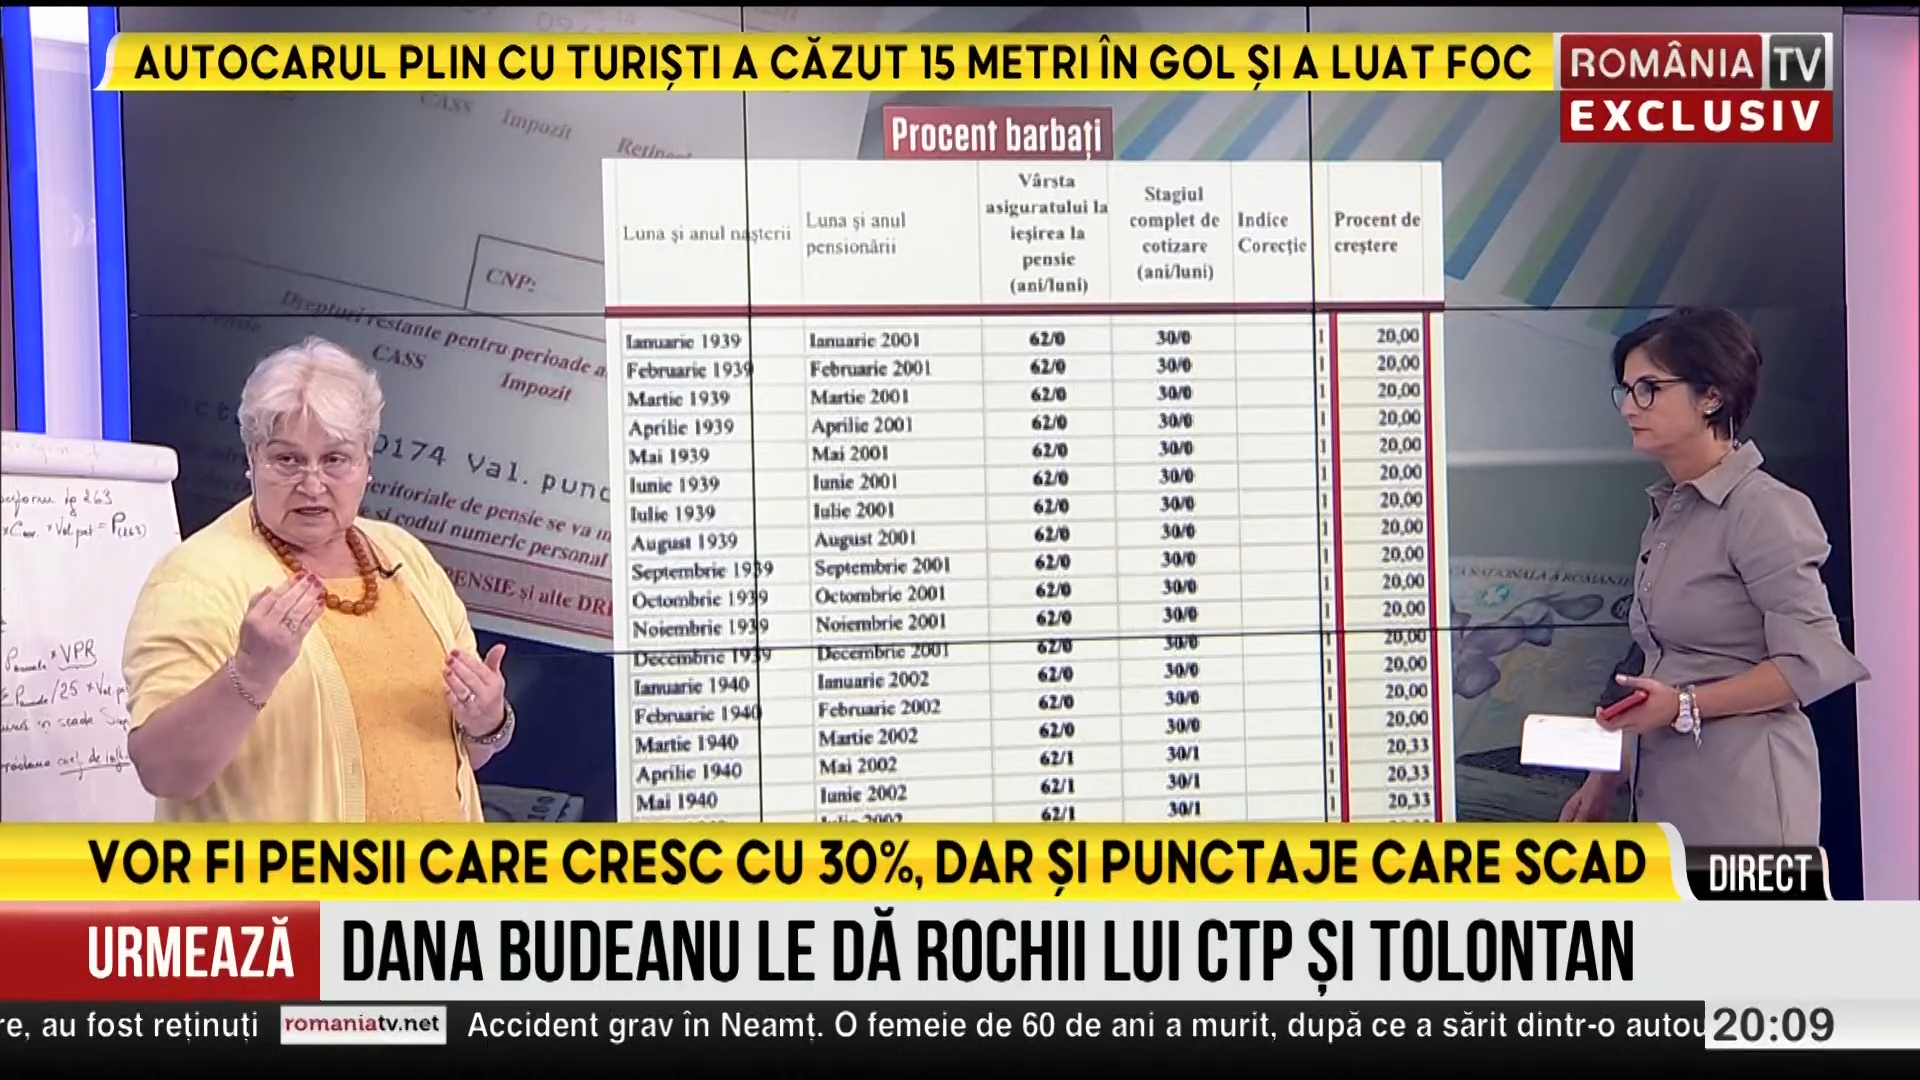 AUTOCARUL PLIN CU TURIȘTI A CĂZUT 15 METRI ÎN GOL ȘI A LUAT FOC
ROMÂNIA TV
EXCLUSIV
CASS Impozit
CNP:
Drepturi restante pentru perioade a
CASS
Impozit
0174 Val. punc
eritoriale de pensie se va
e si codul numeric personal
PENSIE și alte DRE
Procent barbați
Luna și anul nașterii Luna și anul pensionării Vârsta asiguratului la ieșirea la pensie (ani/luni) Stagiul complet de cotizare (ani/luni) Indice Corecție Procent de creștere
Ianuarie 1939 Ianuarie 2001 62/0 30/0 1 20,00
Februarie 1939 Februarie 2001 62/0 30/0 1 20,00
Martie 1939 Martie 2001 62/0 30/0 1 20,00
Aprilie 1939 Aprilie 2001 62/0 30/0 1 20,00
Mai 1939 Mai 2001 62/0 30/0 1 20,00
Iunie 1939 Iunie 2001 62/0 30/0 1 20,00
Iulie 1939 Iulie 2001 62/0 30/0 1 20,00
August 1939 August 2001 62/0 30/0 1 20,00
Septembrie 1939 Septembrie 2001 62/0 30/0 1 20,00
Octombrie 1939 Octombrie 2001 62/0 30/0 1 20,00
Noiembrie 1939 Noiembrie 2001 62/0 30/0 1 20,00
Decembrie 1939 Decembrie 2001 62/0 30/0 1 20,00
Ianuarie 1940 Ianuarie 2002 62/0 30/0 1 20,00
Februarie 1940 Februarie 2002 62/0 30/0 1 20,00
Martie 1940 Martie 2002 62/0 30/0 1 20,00
Aprilie 1940 Mai 2002 62/1 30/1 1 20,33
Mai 1940 Iunie 2002 62/1 30/1 1 20,33
Iulie 2002 62/1 30/1 1 20,33
VOR FI PENSII CARE CRESC CU 30%, DAR ȘI PUNCTAJE CARE SCAD
DIRECT
URMEAZĂ
DANA BUDEANU LE DĂ ROCHII LUI CTP ȘI TOLONTAN
re, au fost reținuți romaniatv.net Accident grav în Neamț. O femeie de 60 de ani a murit, după ce a sărit dintr-o autou
20:09